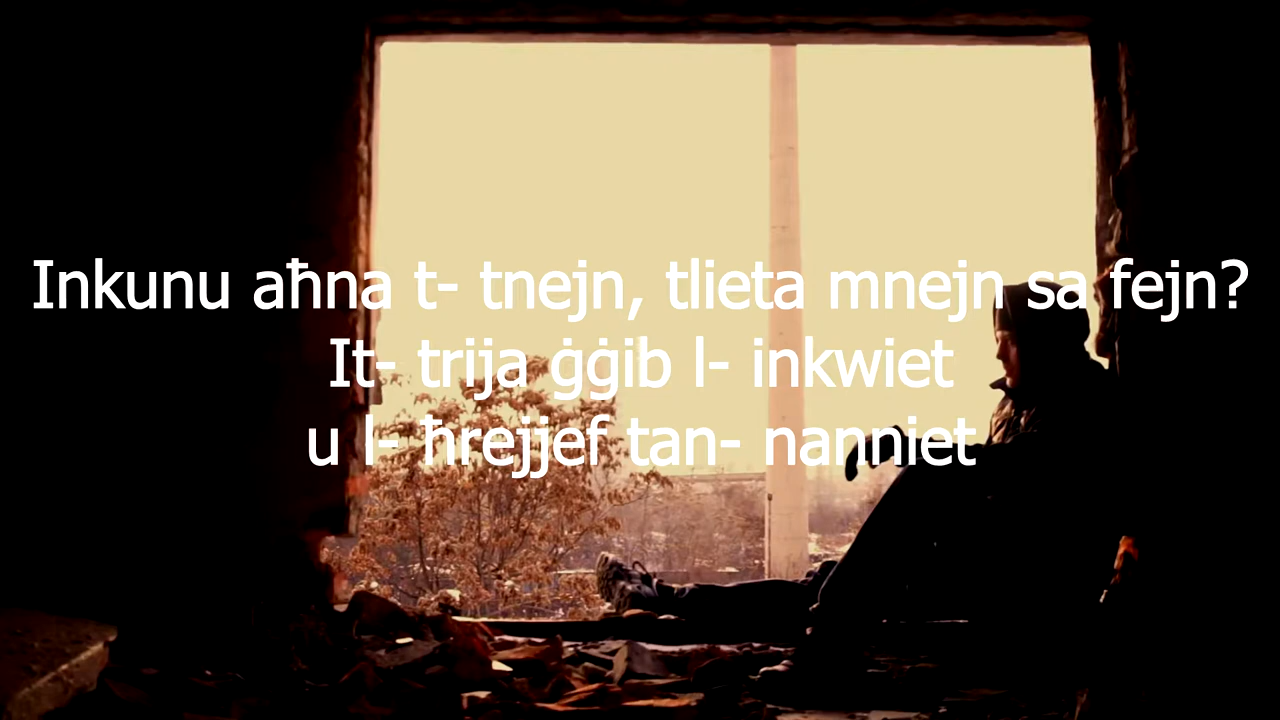 Inkunu aħna t- tnejn, tlieta mnejn sa fejn?
It- trija ġġib l- inkwiet
u l- ħrejjef tan- nanniet